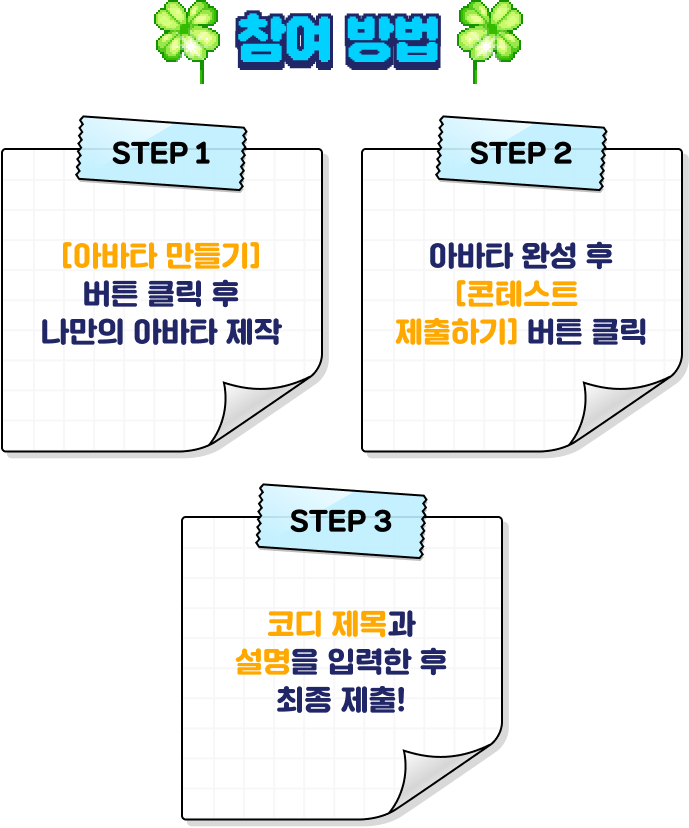 참여 방법
STEP 1
[아바타 만들기]
버튼 클릭 후
나만의 아바타 제작
STEP 2
아바타 완성 후
[콘테스트
제출하기] 버튼 클릭
STEP 3
코디 제목과
설명을 입력한 후
최종 제출!